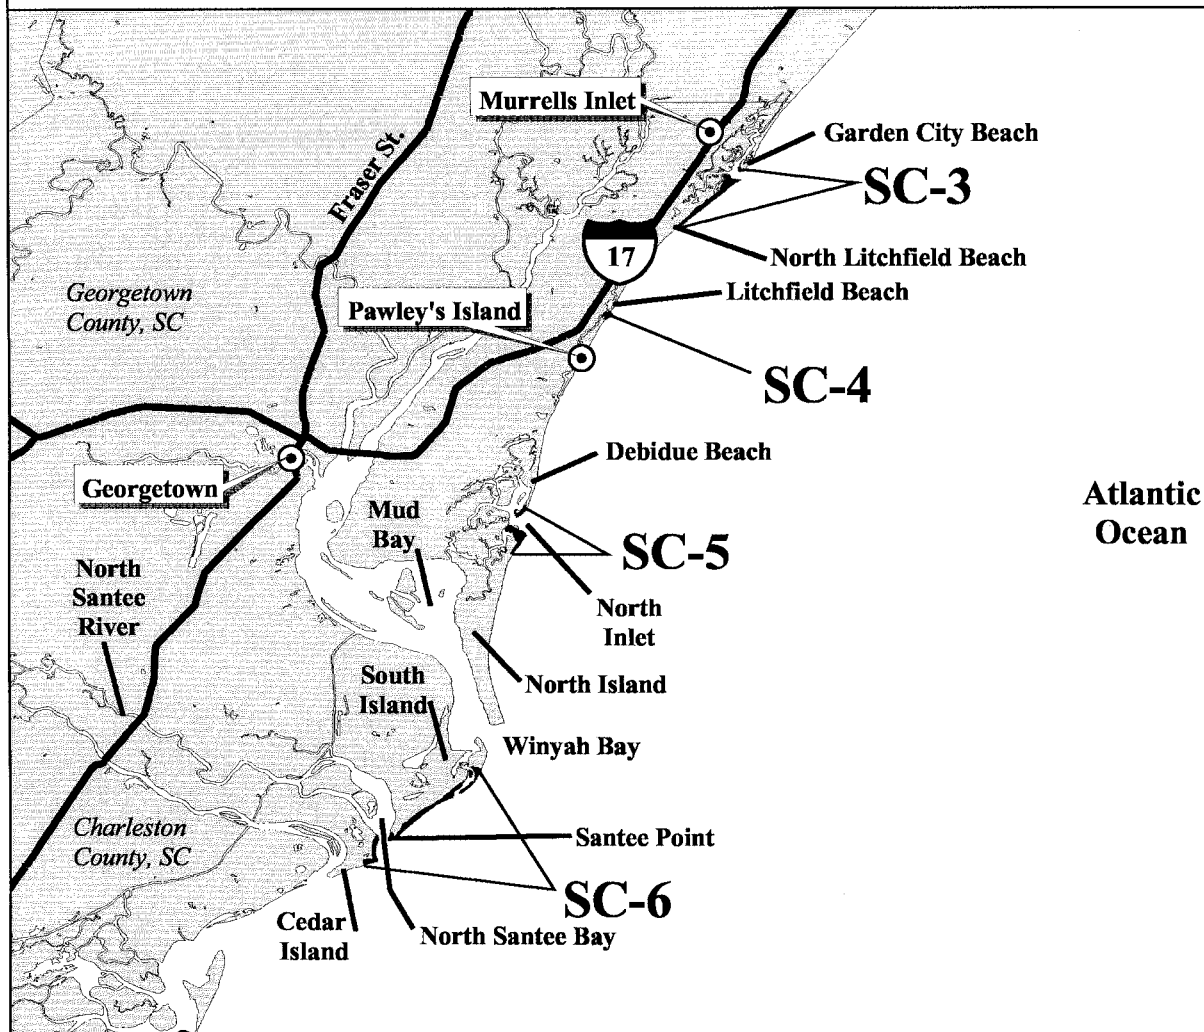 Murrells Inlet
Garden City Beach
Fraser St.
SC-3
17
North Litchfield Beach
Litchfield Beach
Georgetown
County, SC
Pawley's Island
SC-4
Debidue Beach
Georgetown
Mud
Bay
Atlantic
Ocean
SC-5
North
Santee
River
North
Inlet
South
Island
North Island
Winyah Bay
Charleston
County, SC
Santee Point
SC-6
Cedar
Island
North Santee Bay